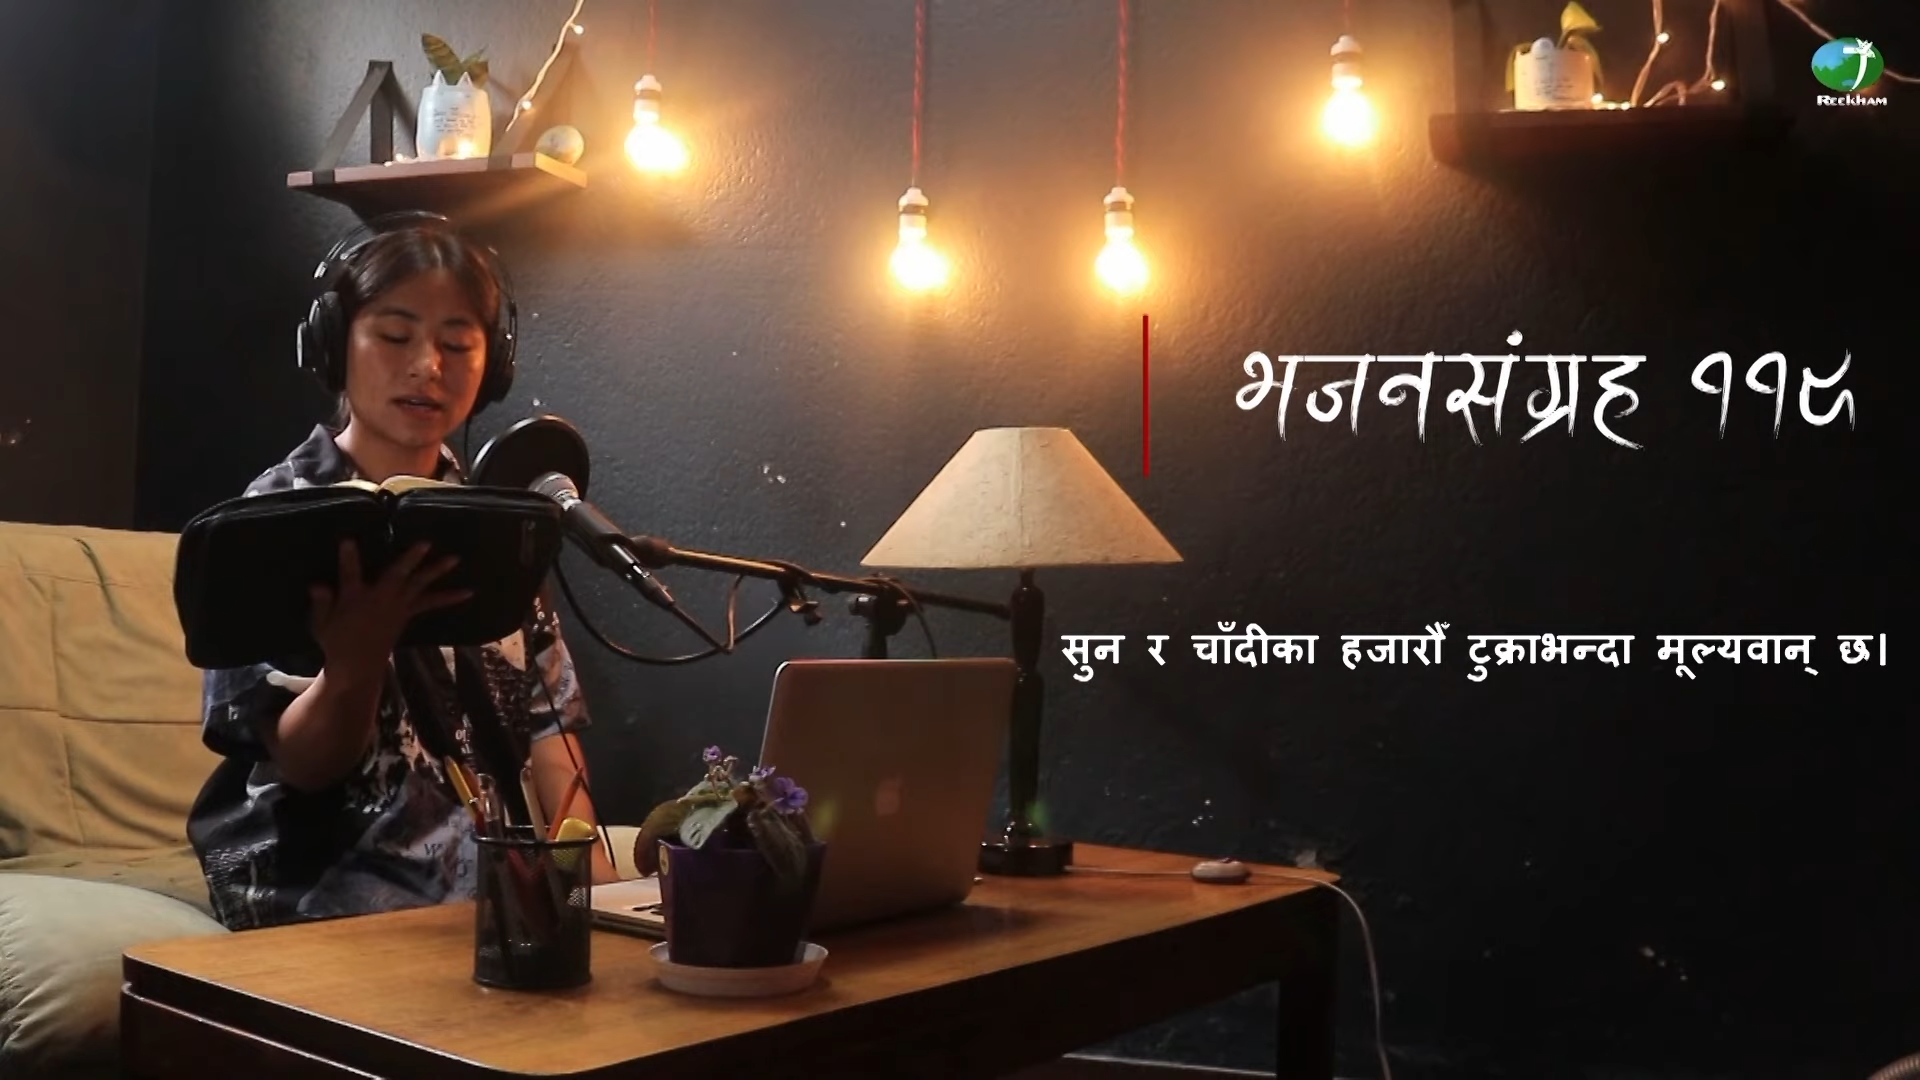 Reekham
भजनसंग्रह ११९
सुन र चाँदीका हजारौँ टुक्राभन्दा मूल्यवान् छ।